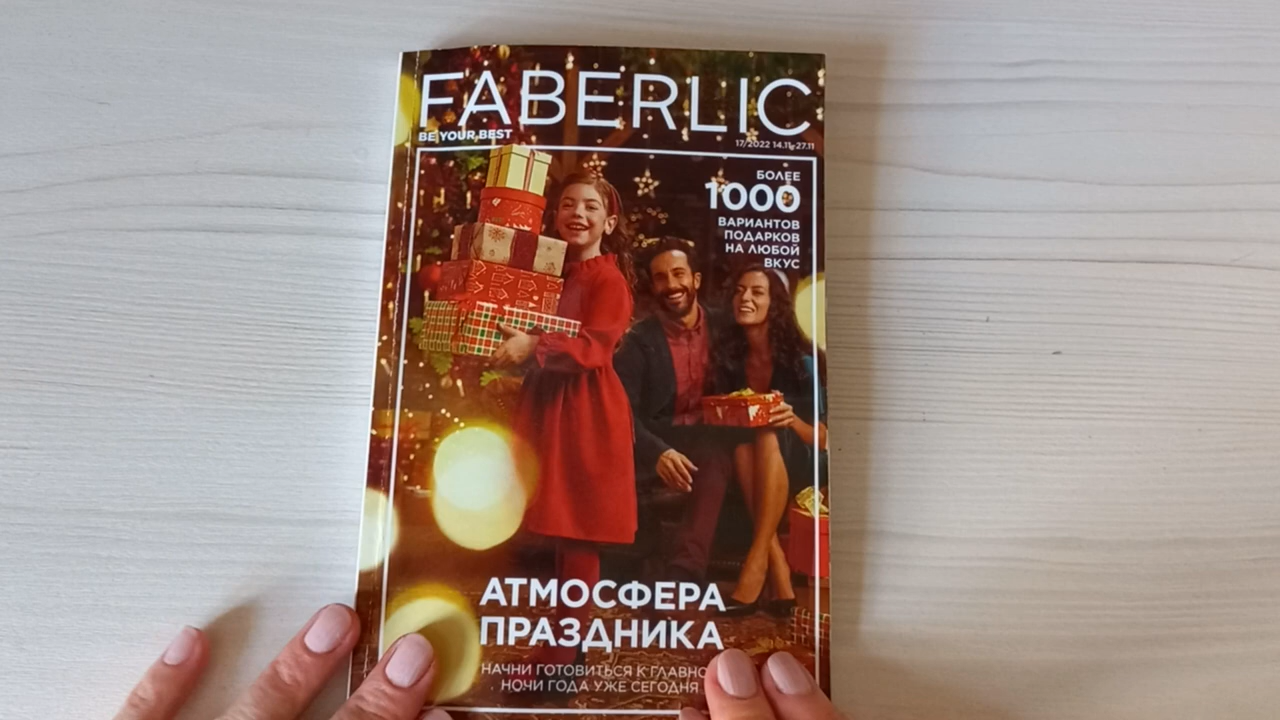 FABERLIC
BE YOUR BEST
17/2022 14.11-27.11
БОЛЕЕ
1000
ВАРИАНТОВ
ПОДАРКОВ
НА ЛЮБОЙ
ВКУС
АТМОСФЕРА
ПРАЗДНИКА
НАЧНИ ГОТОВИТЬСЯ К
НОЧИ ГОДА УЖЕ СЕГОДНЯ